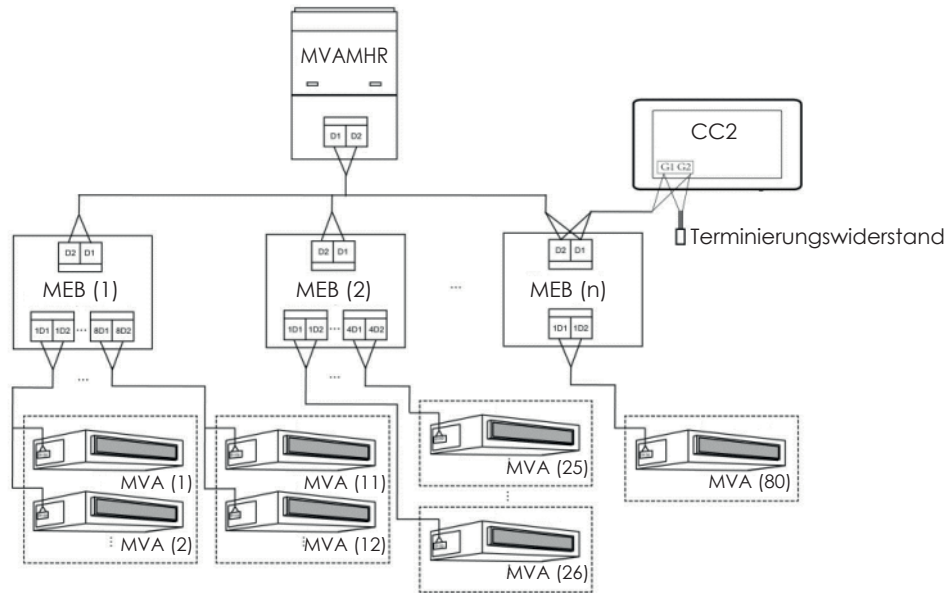 MVAMHR
D1 D2
CC2
G1 G2
Terminierungswiderstand
D2 D1
MEB (1)
1D1 1D2 ... 8D1 8D2
...
D2 D1
MEB (2)
1D1 1D2 ... 4D1 4D2
...
...
D2 D1
MEB (n)
1D1 1D2
MVA (1)
MVA (2)
MVA (11)
MVA (12)
MVA (25)
MVA (26)
MVA (80)